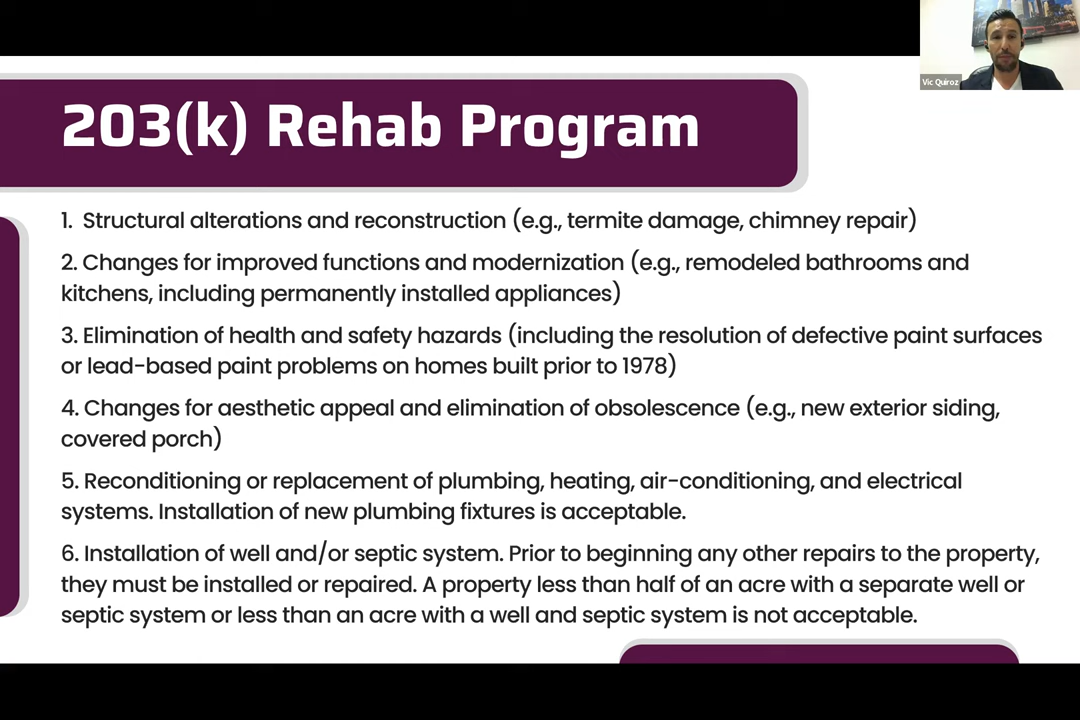 Vic Quiroz
203(k) Rehab Program
1. Structural alterations and reconstruction (e.g., termite damage, chimney repair)
2. Changes for improved functions and modernization (e.g., remodeled bathrooms and
kitchens, including permanently installed appliances)
3. Elimination of health and safety hazards (including the resolution of defective paint surfaces
or lead-based paint problems on homes built prior to 1978)
4. Changes for aesthetic appeal and elimination of obsolescence (e.g., new exterior siding,
covered porch)
5. Reconditioning or replacement of plumbing, heating, air-conditioning, and electrical
systems. Installation of new plumbing fixtures is acceptable.
6. Installation of well and/or septic system. Prior to beginning any other repairs to the property,
they must be installed or repaired. A property less than half of an acre with a separate well or
septic system or less than an acre with a well and septic system is not acceptable.